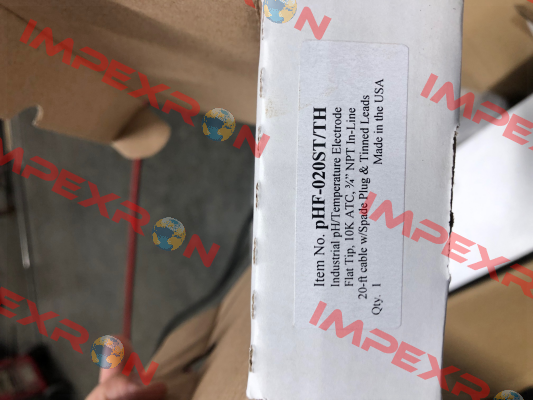 Item No. pHF-020ST/TH
Industrial pH/Temperature Electrode
Flat Tip, 10K ATC, ¾" NPT In-Line
20-ft cable w/Spade Plug & Tinned Leads
Qty. 1 Made in the USA
IMPEXRON
IMPEXRON
IMPEXRON
IMPEXRON
IMPEXRON
IMPEXRON